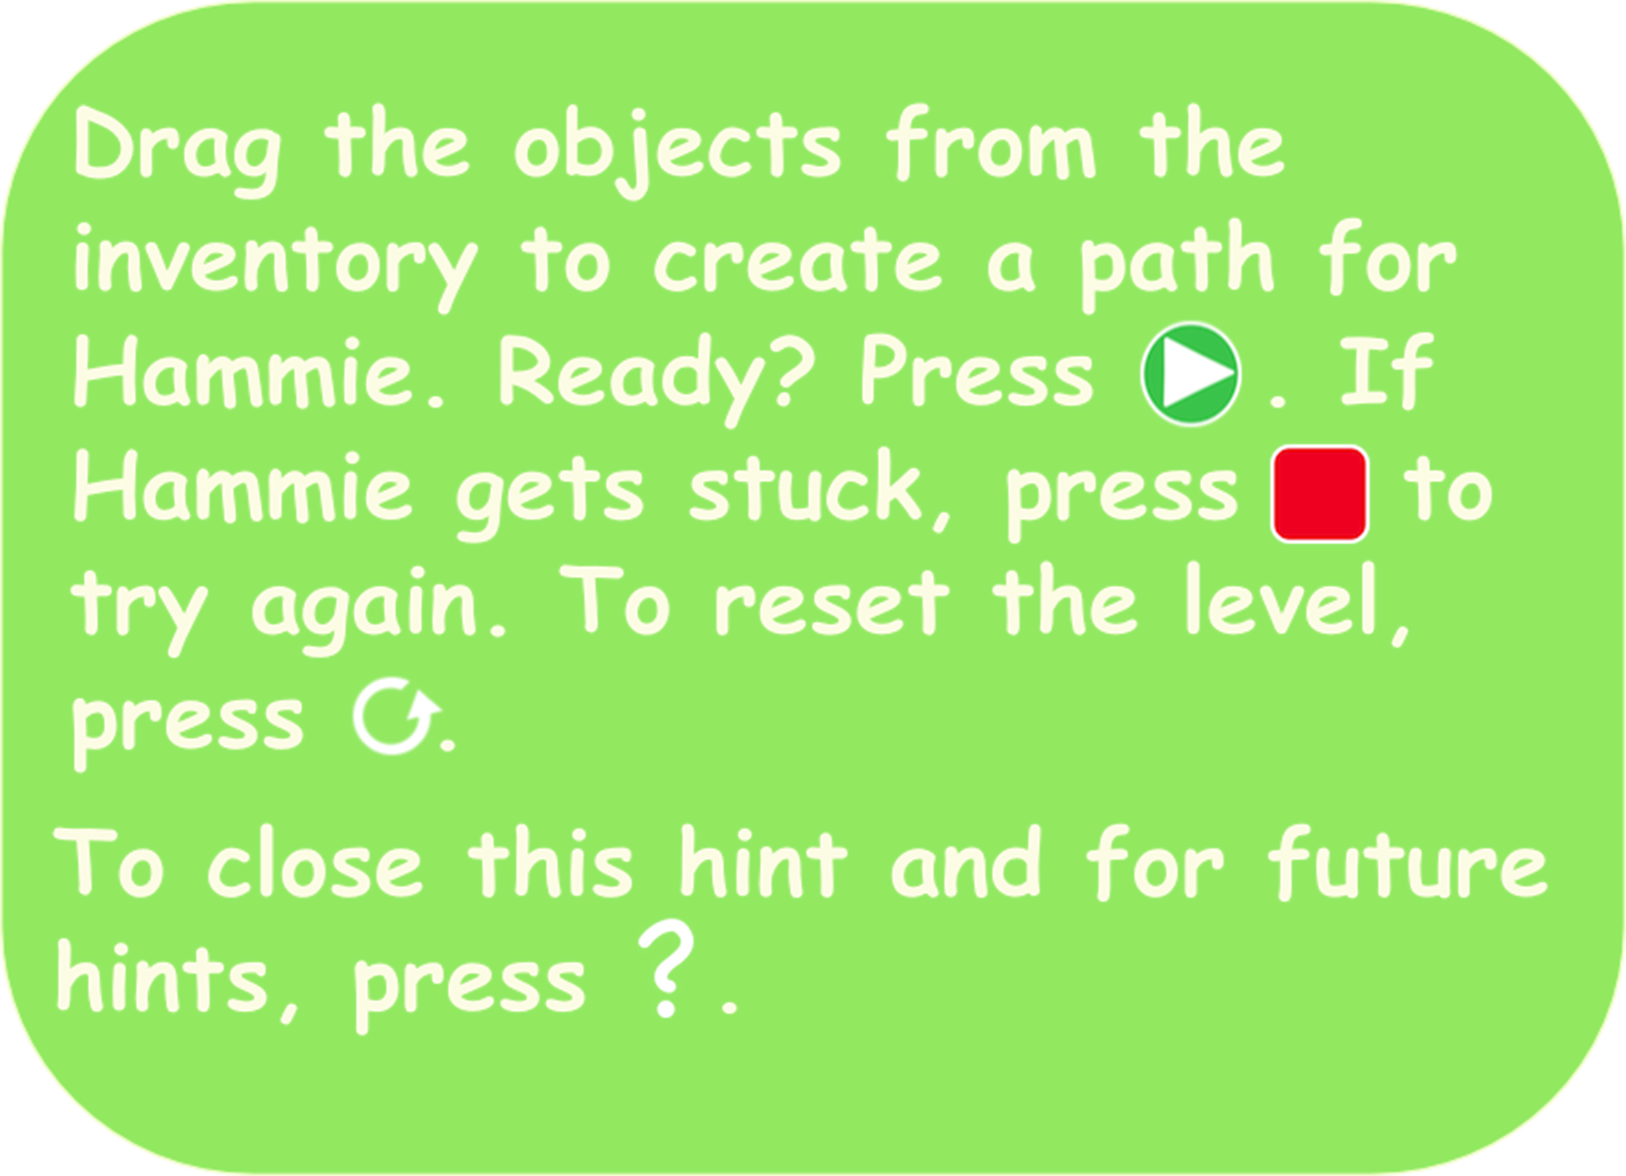 Drag the objects from the
inventory to create a path for
Hammie. Ready? Press . If
Hammie gets stuck, press to
try again. To reset the level,
press .
To close this hint and for future
hints, press ? .